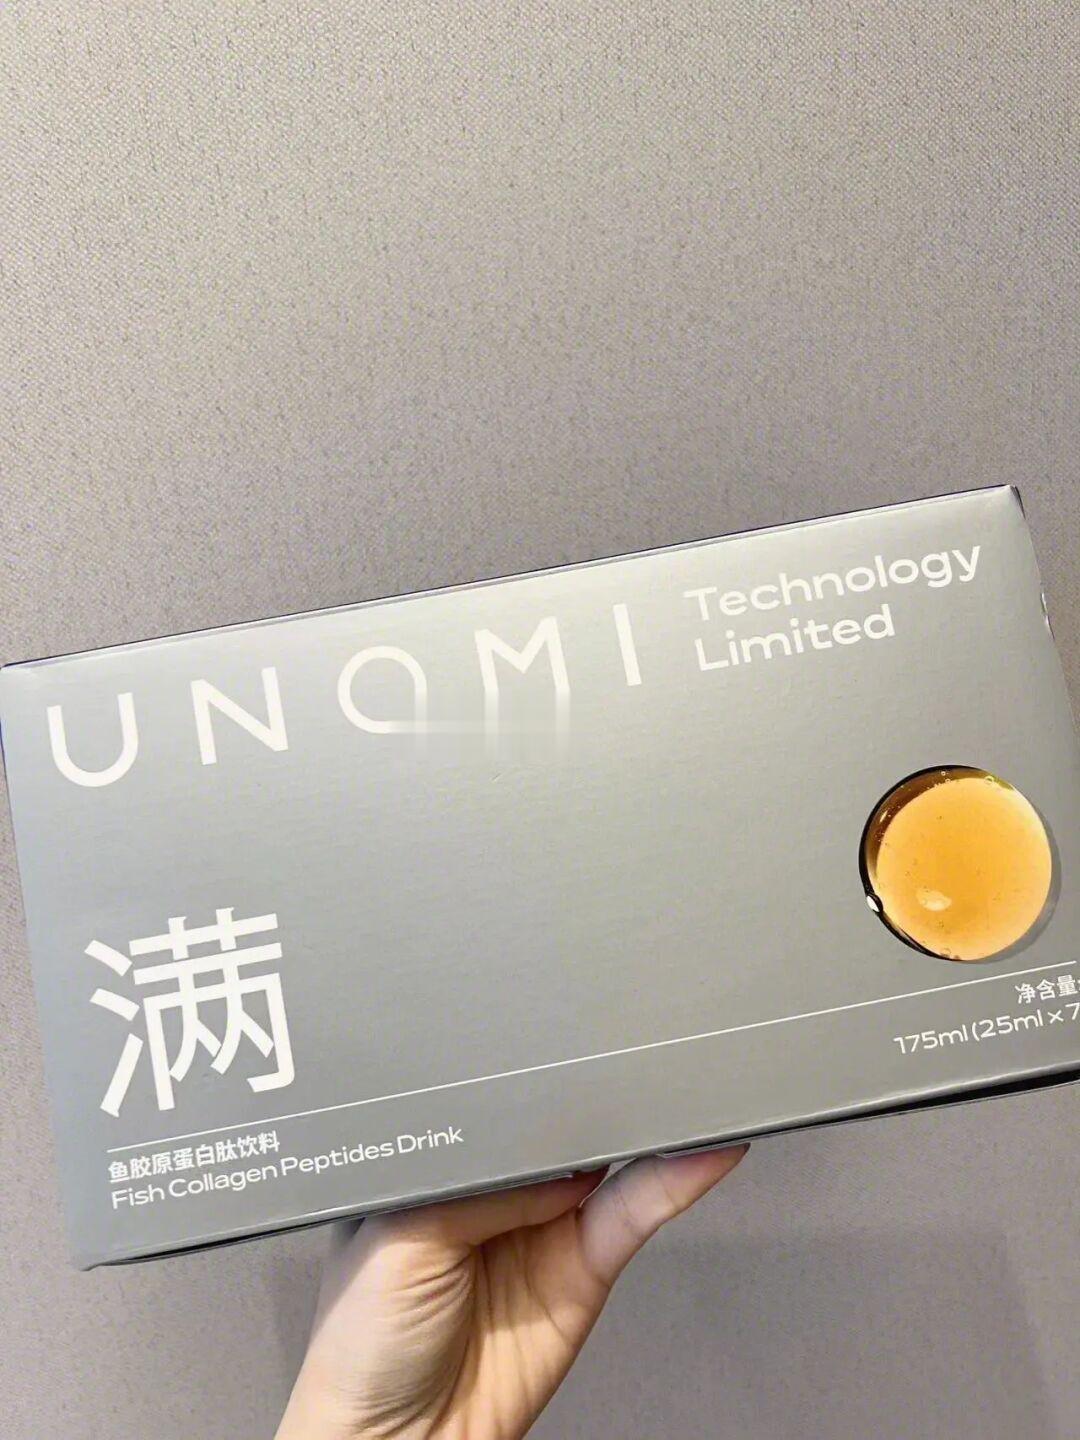 UNOMI
Technology
Limited
满
净含量:
175ml(25ml×7
鱼胶原蛋白肽饮料
Fish Collagen Peptides Drink